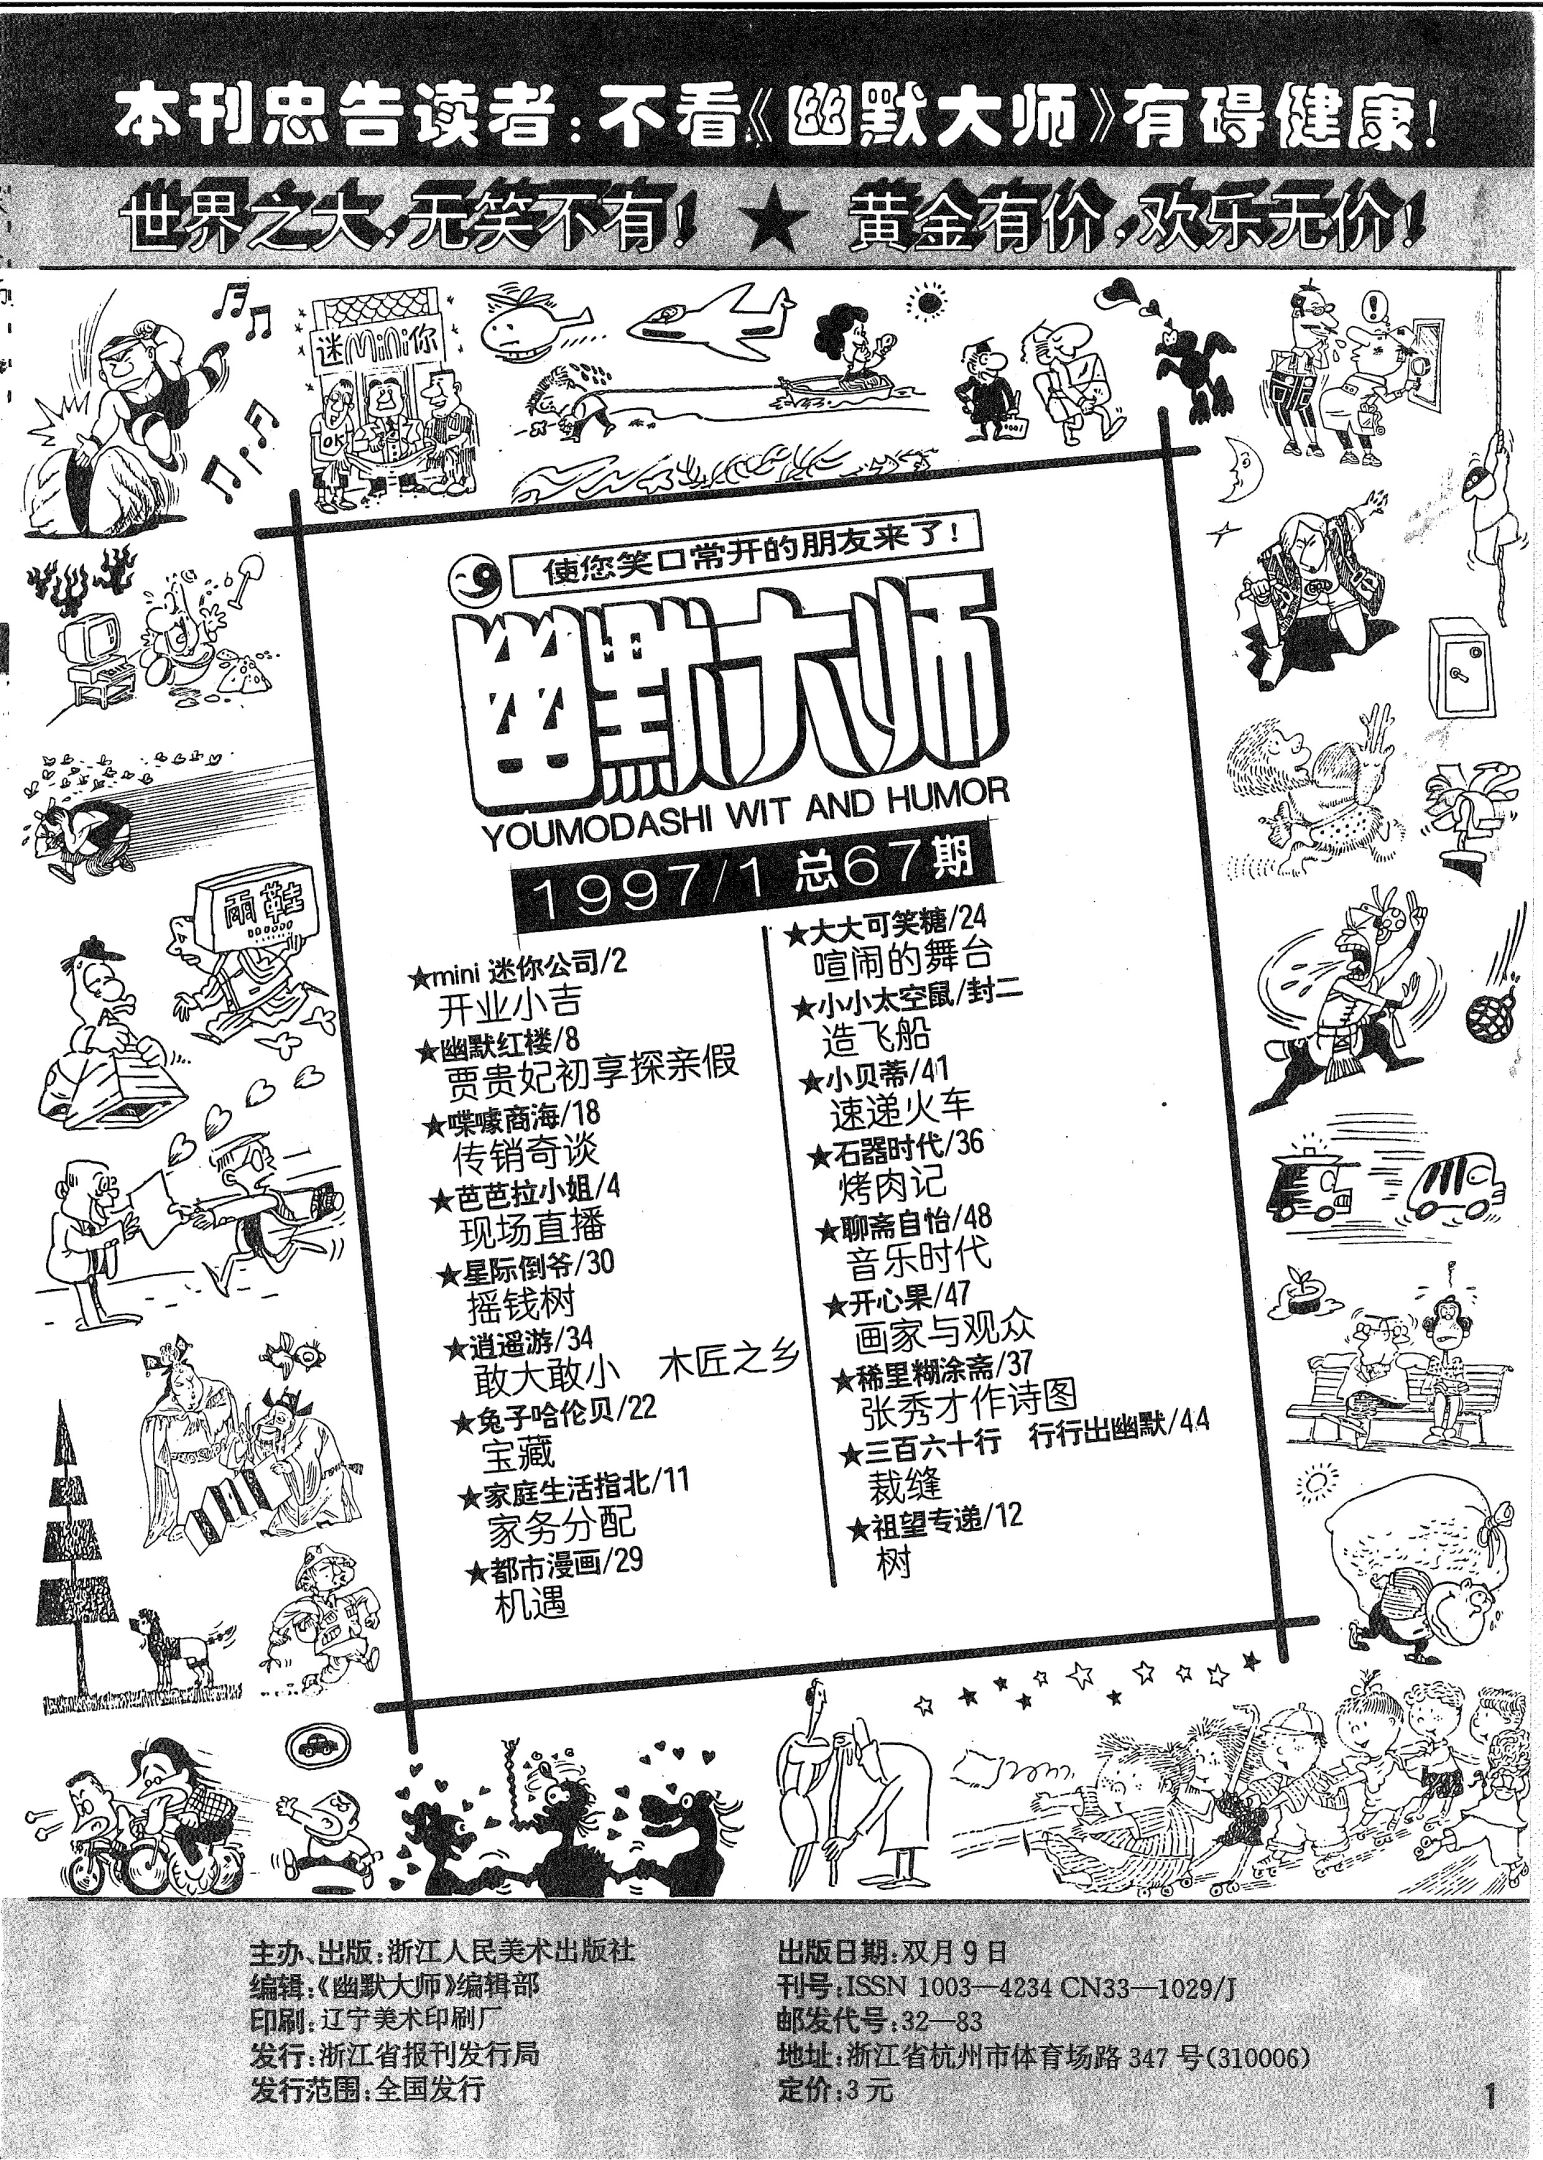 本刊忠告读者:不看《幽默大师》有碍健康!
世界之大,无笑不有! ★ 黄金有价,欢乐无价!
迷mini你
OK
!
雨鞋
使您笑口常开的朋友来了!
幽默大师
YOUMODASHI WIT AND HUMOR
1997/1 总67期
★mini 迷你公司/2
开业小吉
★幽默红楼/8
贾贵妃初享探亲假
★喋嚎商海/18
传销奇谈
★芭芭拉小姐/4
现场直播
★星际倒爷/30
摇钱树
★逍遥游/34
敢大敢小 木匠之乡
★兔子哈伦贝/22
宝藏
★家庭生活指北/11
家务分配
★都市漫画/29
机遇
★大大可笑糖/24
喧闹的舞台
★小小太空鼠/封二
造飞船
★小贝蒂/41
速递火车
★石器时代/36
烤肉记
★聊斋自怡/48
音乐时代
★开心果/47
画家与观众
★稀里糊涂斋/37
张秀才作诗图
★三百六十行 行行出幽默/44
裁缝
★祖望专递/12
树
主办、出版:浙江人民美术出版社
编辑:《幽默大师》编辑部
印刷:辽宁美术印刷厂
发行:浙江省报刊发行局
发行范围:全国发行
出版日期:双月9日
刊号:ISSN 1003—4234 CN33—1029/J
邮发代号:32—83
地址:浙江省杭州市体育场路 347 号(310006)
定价:3元
1